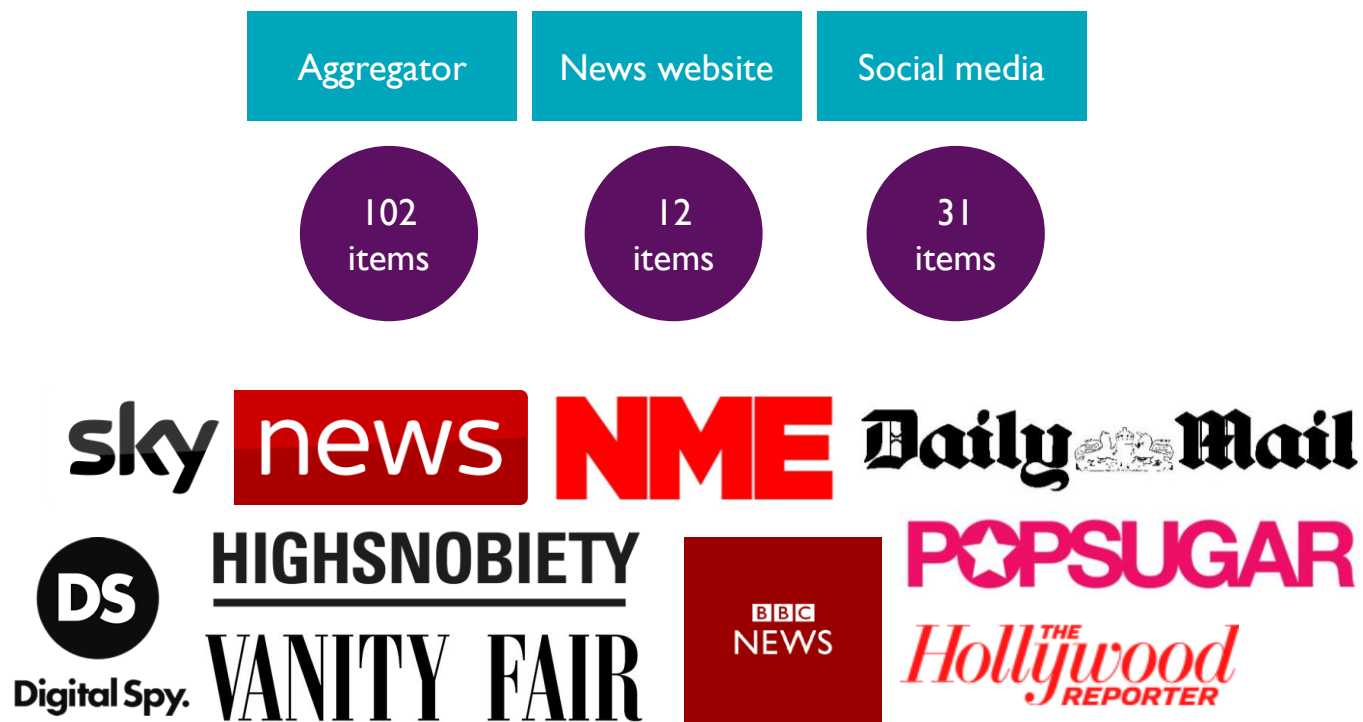 Aggregator
News website
Social media
102
items
12
items
31
items
sky news
NME
Daily Mail
DS
Digital Spy.
HIGHSNOBIETY
VANITY FAIR
BBC
NEWS
POPSUGAR
THE
Hollywood
REPORTER